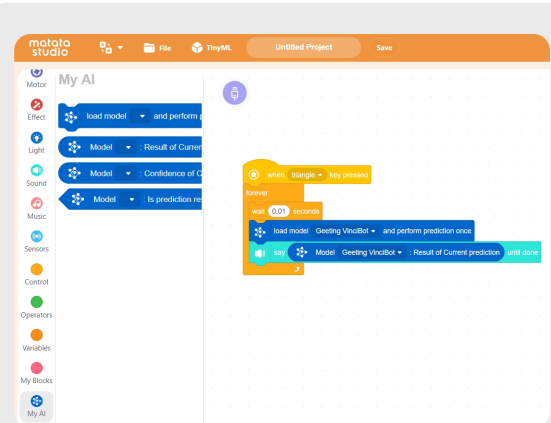 matata
studio
File
TinyML
Untitled Project
Save
My AI
Motor
Effect
Light
Sound
Music
Sensors
Control
Operators
Variables
My Blocks
My AI
load model and perform
Model : Result of Curren
Model : Confidence of C
Model : Is prediction re
when triangle key pressed
forever
wait 0.01 seconds
load model Geeting VinciBot and perform prediction once
say Model Geeting VinciBot : Result of Current prediction until done